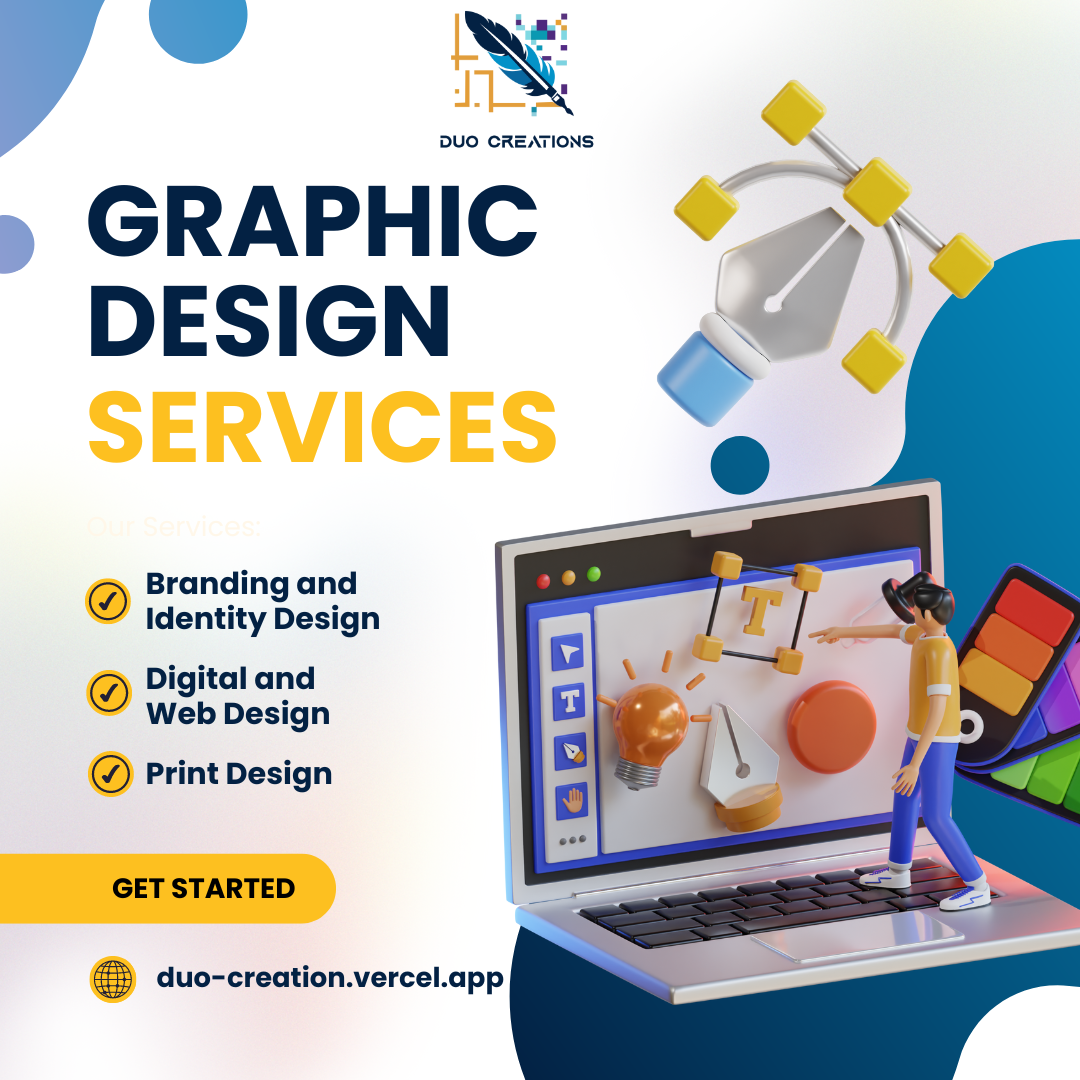 DUO CREATIONS
GRAPHIC
DESIGN
SERVICES
Our Services:
Branding and
Identity Design
Digital and
Web Design
Print Design
GET STARTED
duo-creation.vercel.app
T
T